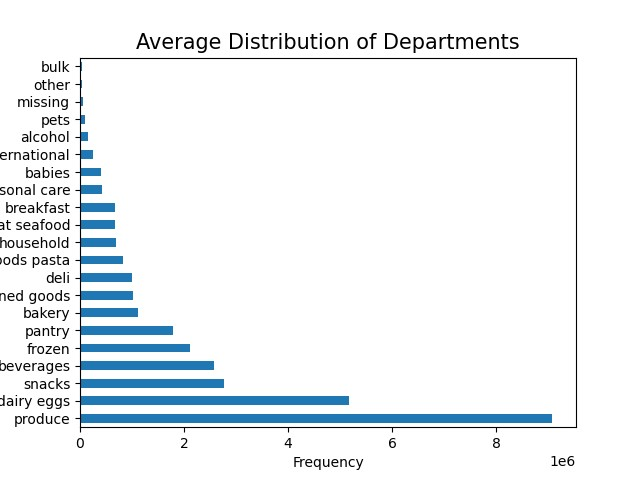 Average Distribution of Departments
bulk
other
missing
pets
alcohol
ernational
babies
sonal care
breakfast
at seafood
household
oods pasta
deli
ned goods
bakery
pantry
frozen
beverages
snacks
dairy eggs
produce
0 2 4 6 8
1e6
Frequency